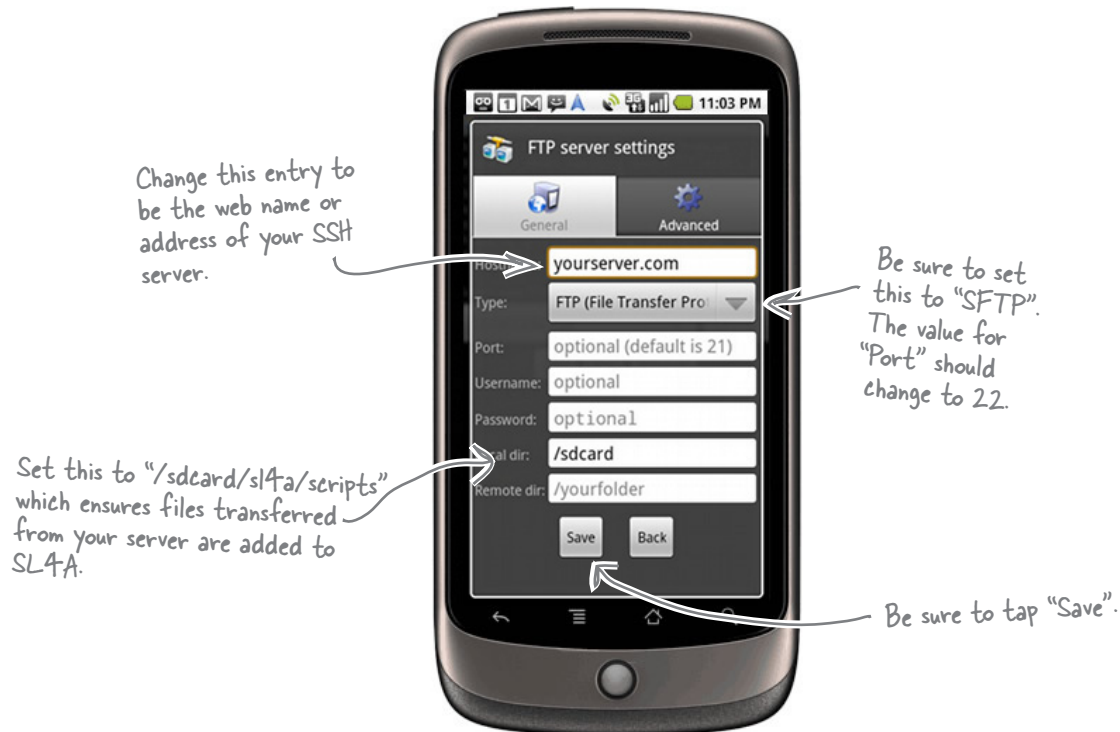 11:03 PM
FTP server settings
General
Advanced
yourserver.com
Type:
FTP (File Transfer Prot
Port:
optional (default is 21)
Username:
optional
Password:
optional
dir:
/sdcard
Remote dir:
/yourfolder
Save
Back
Change this entry to
be the web name or
address of your SSH
server.
Be sure to set
this to “SFTP”.
The value for
“Port” should
change to 22.
Set this to “/sdcard/sl4a/scripts”
which ensures files transferred
from your server are added to
SL4A.
Be sure to tap “Save”.